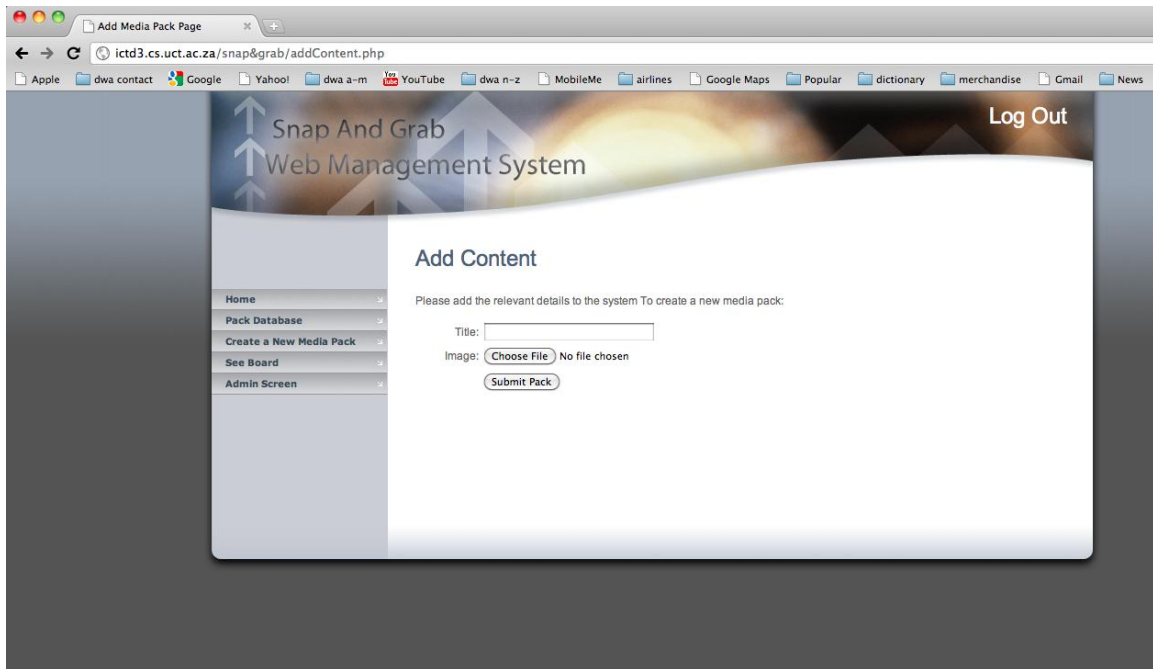 Add Media Pack Page
ictd3.cs.uct.ac.za/snap&grab/addContent.php
Apple dwa contact Google Yahoo! dwa a-m YouTube dwa n-z MobileMe airlines Google Maps Popular dictionary merchandise Gmail News
Snap And Grab
Web Management System
Log Out
Add Content
Home
Pack Database
Create a New Media Pack
See Board
Admin Screen
Please add the relevant details to the system To create a new media pack:
Title:
Image: Choose File No file chosen
Submit Pack